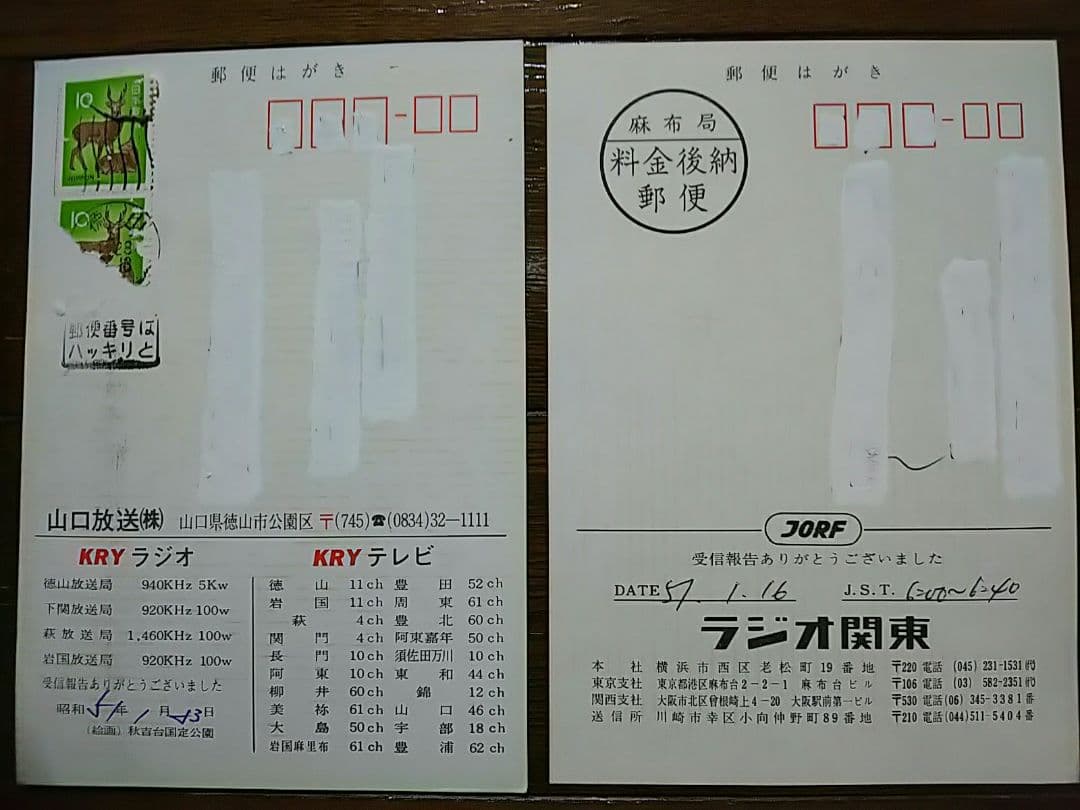 郵便はがき
10
NIPPON
10
郵便番号は
ハッキリと
山口放送㈱ 山口県徳山市公園区 〒(745)☎(0834)32―1111
KRY ラジオ
徳山放送局 940KHz 5Kw
下関放送局 920KHz 100w
萩放送局 1,460KHz 100w
岩国放送局 920KHz 100w
受信報告ありがとうございました
昭和51年1月23日
(絵画) 秋吉台国定公園
KRY テレビ
徳山 11ch 豊田 52ch
岩国 11ch 周東 61ch
萩 4ch 豊北 60ch
関門 4ch 阿東嘉年 50ch
長門 10ch 須佐田万川 10ch
阿東 10ch 東和 44ch
柳井 60ch 錦 12ch
美祢 61ch 山口 46ch
大島 50ch 宇部 18ch
岩国麻里布 61ch 豊浦 62ch
郵便はがき
麻布局
料金後納
郵便
JORF
受信報告ありがとうございました
DATE 51. 1. 16 J.S.T. 6:00~6:40
ラジオ関東
本社 横浜市西区老松町19番地 〒220 電話 (045) 231-1531(代)
東京支社 東京都港区麻布台2-2-1 麻布台ビル 〒106 電話 (03) 582-2351(代)
関西支社 大阪市北区曾根崎上4-20 大阪駅前第一ビル 〒530 電話(06) 345-3381番
送信所 川崎市幸区小向仲野町89番地 〒210 電話(044)511-5404番